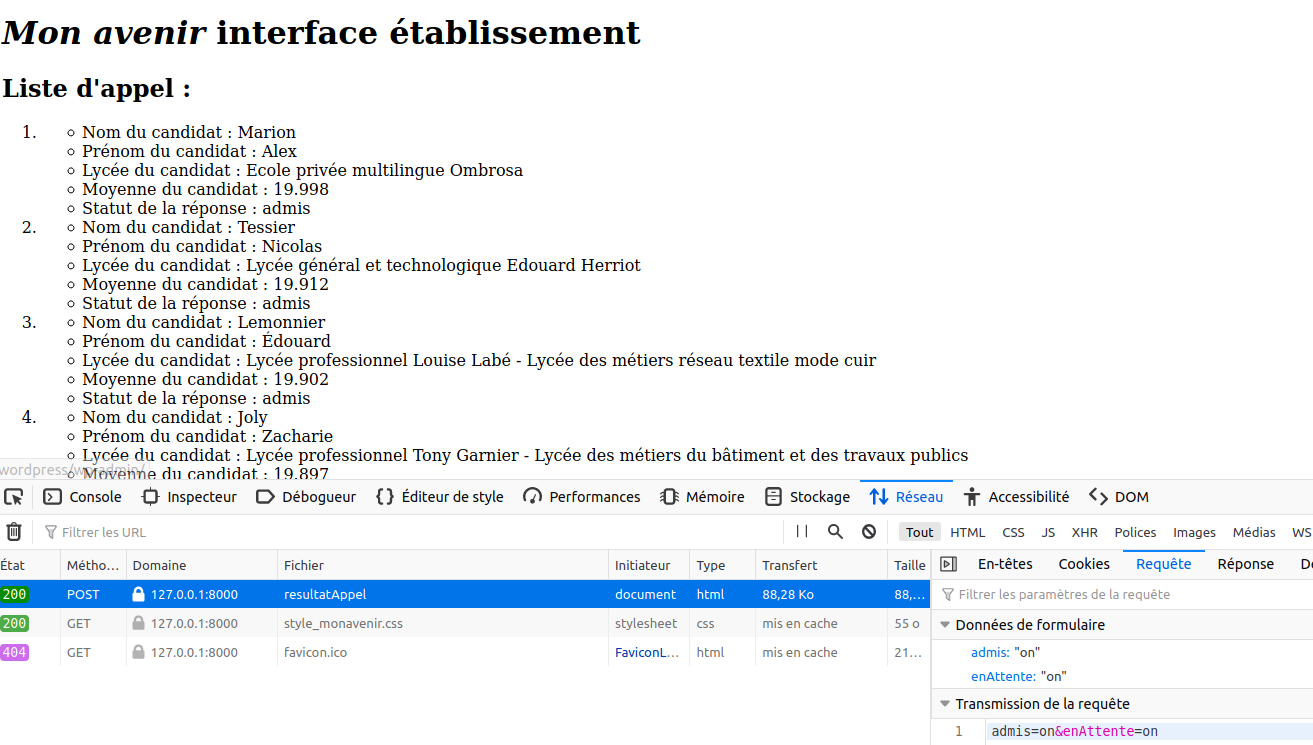 Mon avenir interface établissement
Liste d'appel :
1.
Nom du candidat : Marion
Prénom du candidat : Alex
Lycée du candidat : Ecole privée multilingue Ombrosa
Moyenne du candidat : 19.998
Statut de la réponse : admis
2.
Nom du candidat : Tessier
Prénom du candidat : Nicolas
Lycée du candidat : Lycée général et technologique Edouard Herriot
Moyenne du candidat : 19.912
Statut de la réponse : admis
3.
Nom du candidat : Lemonnier
Prénom du candidat : Édouard
Lycée du candidat : Lycée professionnel Louise Labé - Lycée des métiers réseau textile mode cuir
Moyenne du candidat : 19.902
Statut de la réponse : admis
4.
Nom du candidat : Joly
Prénom du candidat : Zacharie
Lycée du candidat : Lycée professionnel Tony Garnier - Lycée des métiers du bâtiment et des travaux publics
wordpress/wp-admin/
Moyenne du candidat : 19.897
Console Inspecteur Débogueur Éditeur de style Performances Mémoire Stockage Réseau Accessibilité DOM
Filtrer les URL Tout HTML CSS JS XHR Polices Images Médias WS
État Métho... Domaine Fichier Initiateur Type Transfert Taille
200 POST 127.0.0.1:8000 resultatAppel document html 88,28 Ko 88,...
200 GET 127.0.0.1:8000 style_monavenir.css stylesheet css mis en cache 55 o
404 GET 127.0.0.1:8000 favicon.ico FaviconL... html mis en cache 21...
En-têtes Cookies Requête Réponse
Filtrer les paramètres de la requête
Données de formulaire
admis: "on"
enAttente: "on"
Transmission de la requête
1 admis=on&enAttente=on